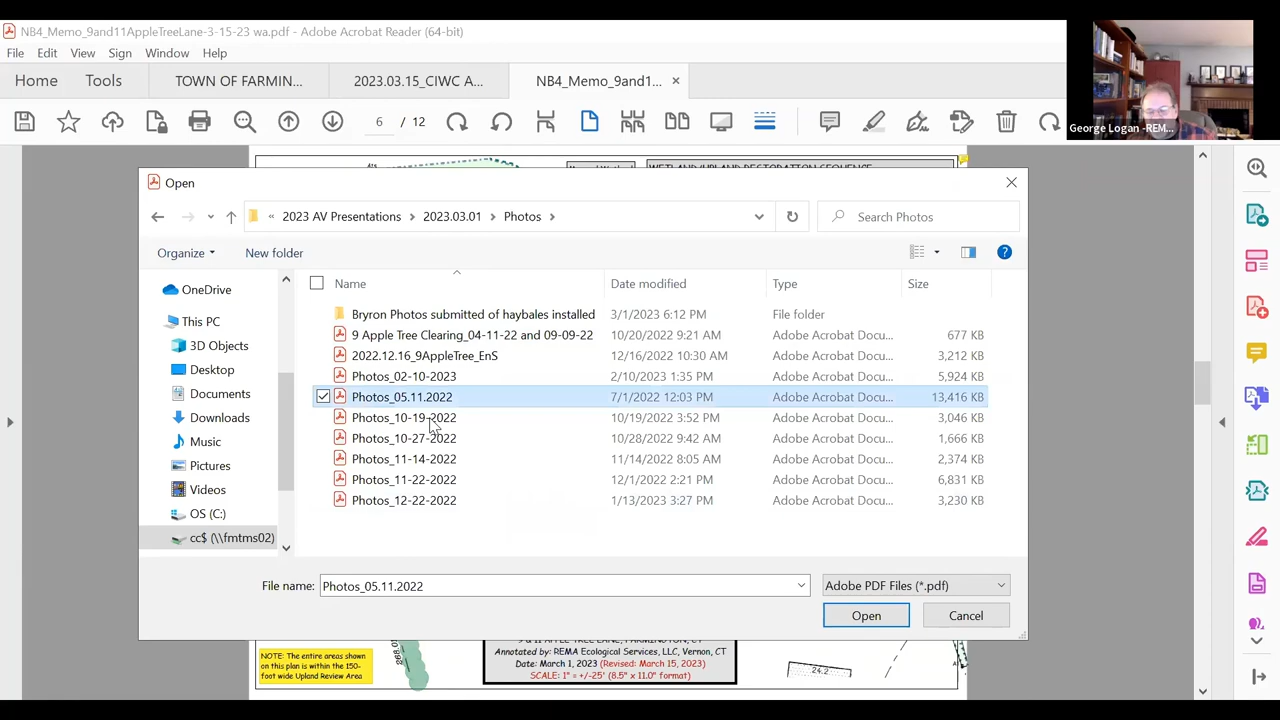 NB4_Memo_9and11AppleTreeLane-3-15-23 wa.pdf - Adobe Acrobat Reader (64-bit)
File Edit View Sign Window Help
Home Tools TOWN OF FARMIN... 2023.03.15_CIWC A... NB4_Memo_9and1... ×
6 / 12
George Logan -REM...
WETLAND/UPLAND RESTORATION SEQUENCE
Open
« 2023 AV Presentations > 2023.03.01 > Photos >
Search Photos
Organize New folder
Name Date modified Type Size
OneDrive
This PC
3D Objects
Desktop
Documents
Downloads
Music
Pictures
Videos
OS (C:)
cc$ (\\fmtms02)
Bryron Photos submitted of haybales installed 3/1/2023 6:12 PM File folder
9 Apple Tree Clearing_04-11-22 and 09-09-22 10/20/2022 9:21 AM Adobe Acrobat Docu... 677 KB
2022.12.16_9AppleTree_EnS 12/16/2022 10:30 AM Adobe Acrobat Docu... 3,212 KB
Photos_02-10-2023 2/10/2023 1:35 PM Adobe Acrobat Docu... 5,924 KB
Photos_05.11.2022 7/1/2022 12:03 PM Adobe Acrobat Docu... 13,416 KB
Photos_10-19-2022 10/19/2022 3:52 PM Adobe Acrobat Docu... 3,046 KB
Photos_10-27-2022 10/28/2022 9:42 AM Adobe Acrobat Docu... 1,666 KB
Photos_11-14-2022 11/14/2022 8:05 AM Adobe Acrobat Docu... 2,374 KB
Photos_11-22-2022 12/1/2022 2:21 PM Adobe Acrobat Docu... 6,831 KB
Photos_12-22-2022 1/13/2023 3:27 PM Adobe Acrobat Docu... 3,230 KB
File name: Photos_05.11.2022 Adobe PDF Files (*.pdf)
Open Cancel
NOTE: The entire areas shown
on this plan is within the 150-
foot wide Upland Review Area
9 & 11 APPLE TREE LANE, FARMINGTON, CT
Annotated by: REMA Ecological Services, LLC, Vernon, CT
Date: March 1, 2023 (Revised: March 15, 2023)
SCALE: 1" = +/-25' (8.5" x 11.0" format)
24.2